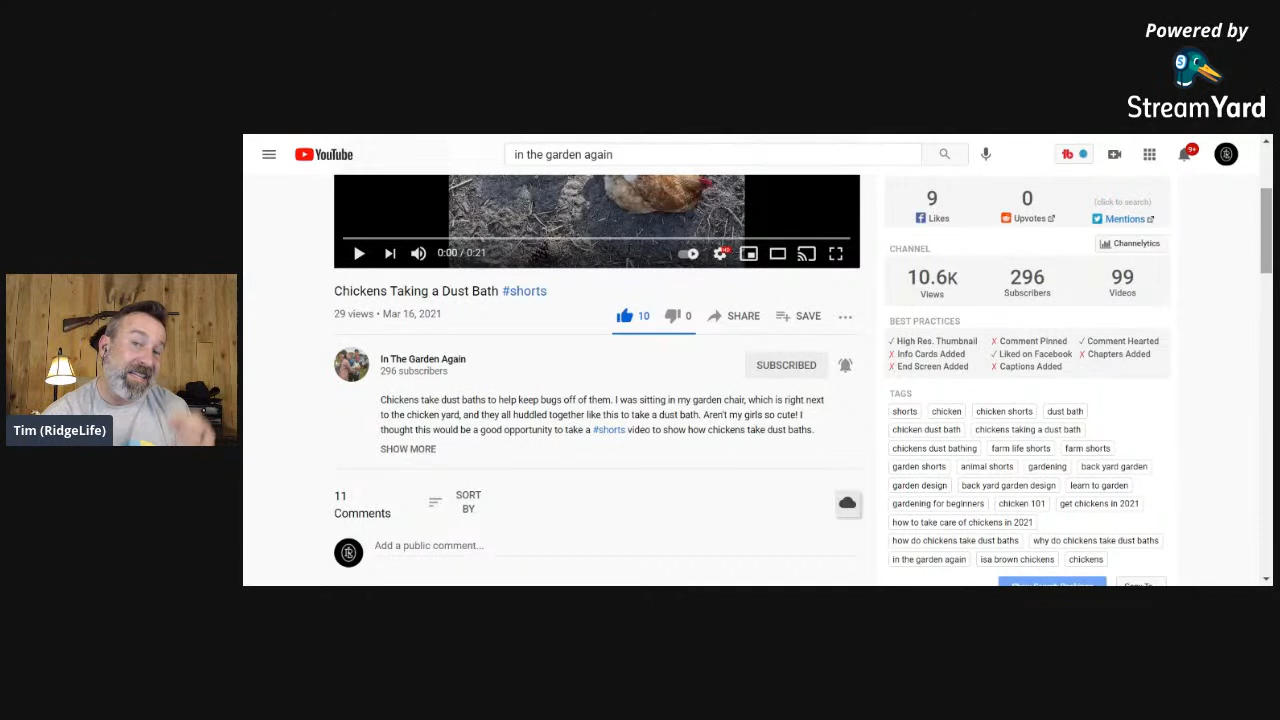 Powered by
StreamYard
YouTube
in the garden again
9+
9
Likes
0
Upvotes
(click to search)
Mentions
CHANNEL
Channelytics
10.6K
Views
296
Subscribers
99
Videos
BEST PRACTICES
✓ High Res. Thumbnail ✗ Comment Pinned ✓ Comment Hearted
✗ Info Cards Added ✓ Liked on Facebook ✗ Chapters Added
✗ End Screen Added ✗ Captions Added
TAGS
shorts chicken chicken shorts dust bath
chicken dust bath chickens taking a dust bath
chickens dust bathing farm life shorts farm shorts
garden shorts animal shorts gardening back yard garden
garden design back yard garden design learn to garden
gardening for beginners chicken 101 get chickens in 2021
how to take care of chickens in 2021
how do chickens take dust baths why do chickens take dust baths
in the garden again isa brown chickens chickens
0:00 / 0:21
HD
Chickens Taking a Dust Bath #shorts
29 views • Mar 16, 2021
10 0 SHARE SAVE
In The Garden Again
296 subscribers
SUBSCRIBED
Chickens take dust baths to help keep bugs off of them. I was sitting in my garden chair, which is right next
to the chicken yard, and they all huddled together like this to take a dust bath. Aren't my girls so cute! I
thought this would be a good opportunity to take a #shorts video to show how chickens take dust baths.
SHOW MORE
11
Comments
SORT
BY
Add a public comment...
Tim (RidgeLife)